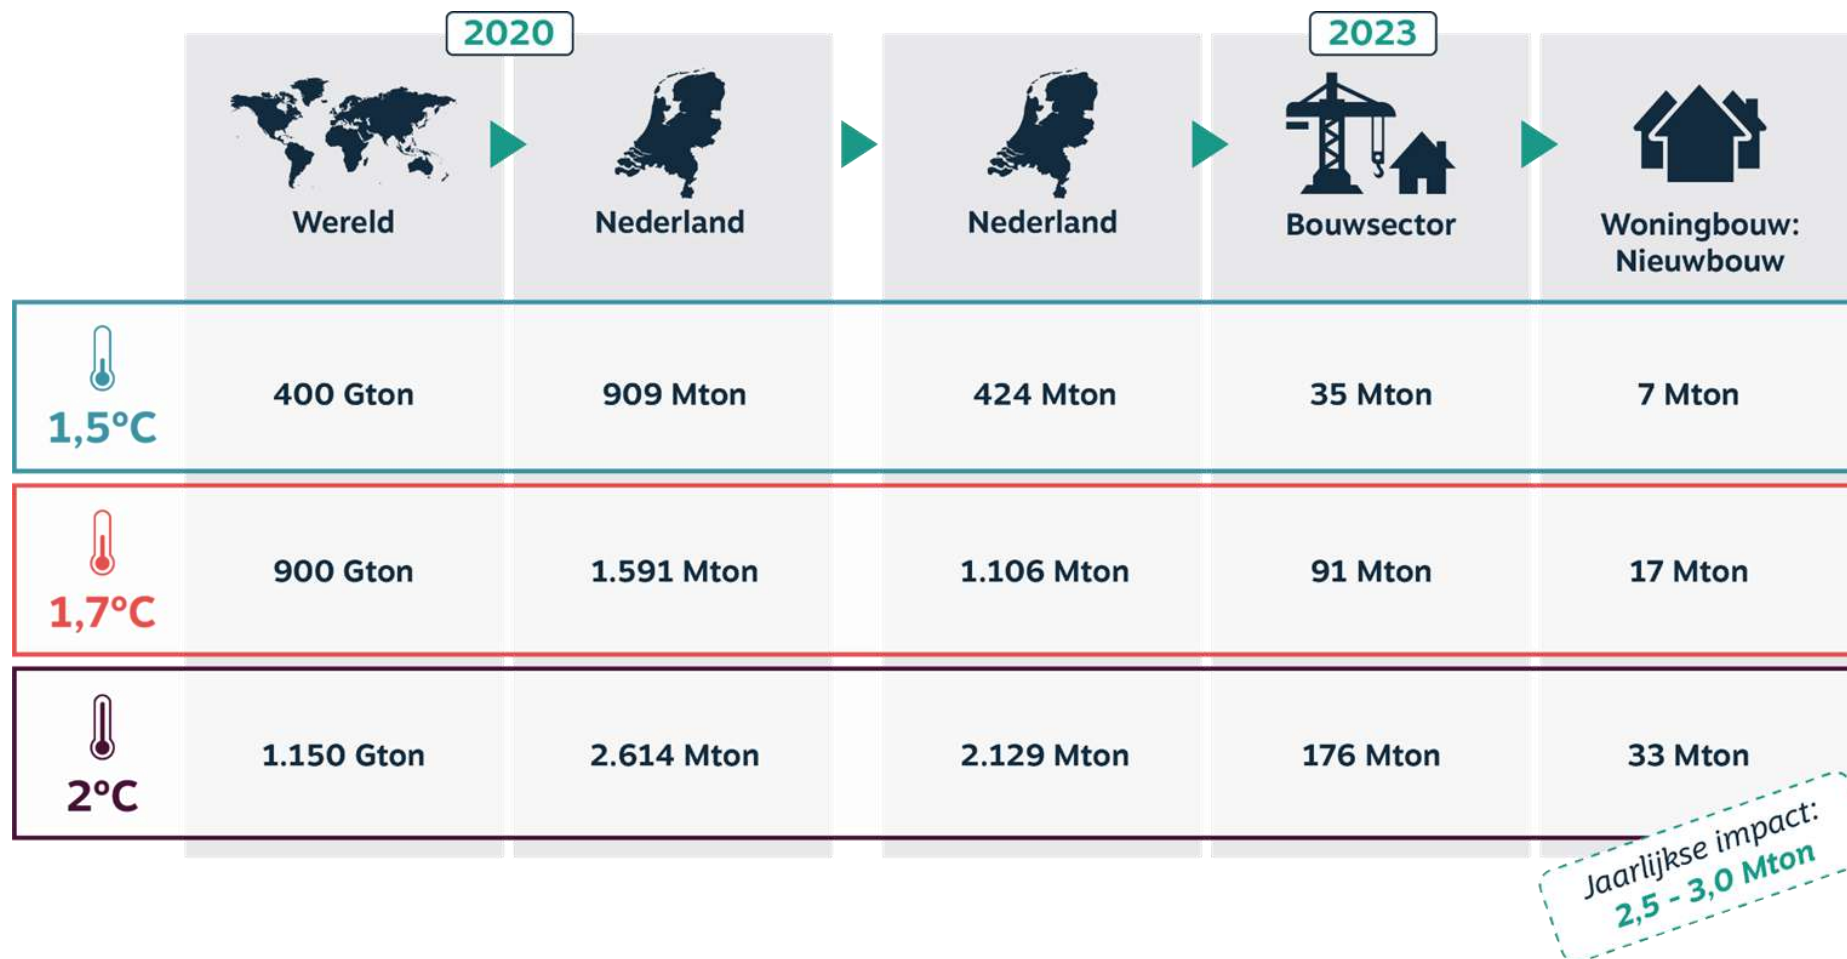 2020
2023
Wereld
Nederland
Nederland
Bouwsector
Woningbouw:
Nieuwbouw
1,5°C
400 Gton
909 Mton
424 Mton
35 Mton
7 Mton
1,7°C
900 Gton
1.591 Mton
1.106 Mton
91 Mton
17 Mton
2°C
1.150 Gton
2.614 Mton
2.129 Mton
176 Mton
33 Mton
Jaarlijkse impact:
2,5 - 3,0 Mton